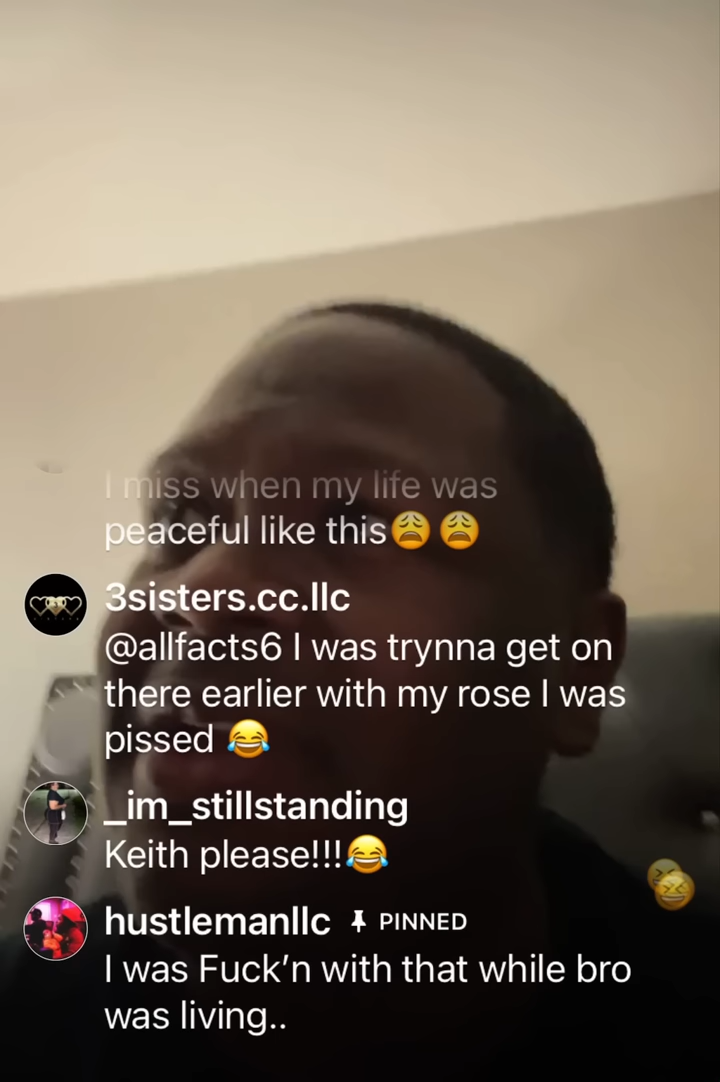 I miss when my life was
peaceful like this😩😩
3sisters.cc.llc
@allfacts6 I was trynna get on
there earlier with my rose I was
pissed 😂
_im_stillstanding
Keith please!!!😂
hustlemanllc PINNED
I was Fuck’n with that while bro
was living..